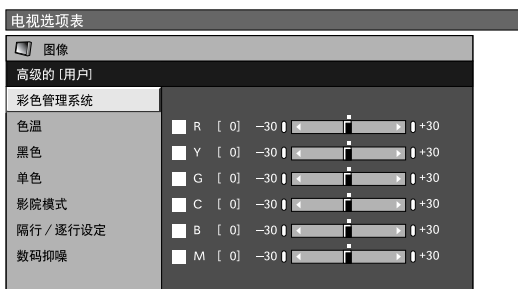 电视选项表
图像
高级的 [用户]
彩色管理系统
色温 R [ 0] −30 +30
黑色 Y [ 0] −30 +30
单色 G [ 0] −30 +30
影院模式 C [ 0] −30 +30
隔行／逐行设定 B [ 0] −30 +30
数码抑噪 M [ 0] −30 +30